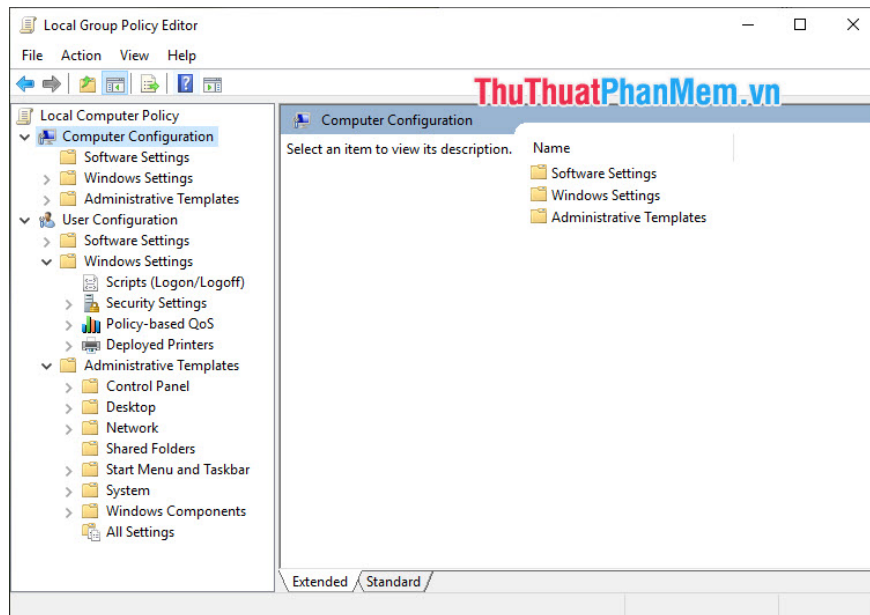 Local Group Policy Editor
File Action View Help
ThuThuatPhanMem.vn
Local Computer Policy
Computer Configuration
Software Settings
Windows Settings
Administrative Templates
User Configuration
Software Settings
Windows Settings
Scripts (Logon/Logoff)
Security Settings
Policy-based QoS
Deployed Printers
Administrative Templates
Control Panel
Desktop
Network
Shared Folders
Start Menu and Taskbar
System
Windows Components
All Settings
Computer Configuration
Select an item to view its description.
Name
Software Settings
Windows Settings
Administrative Templates
Extended Standard